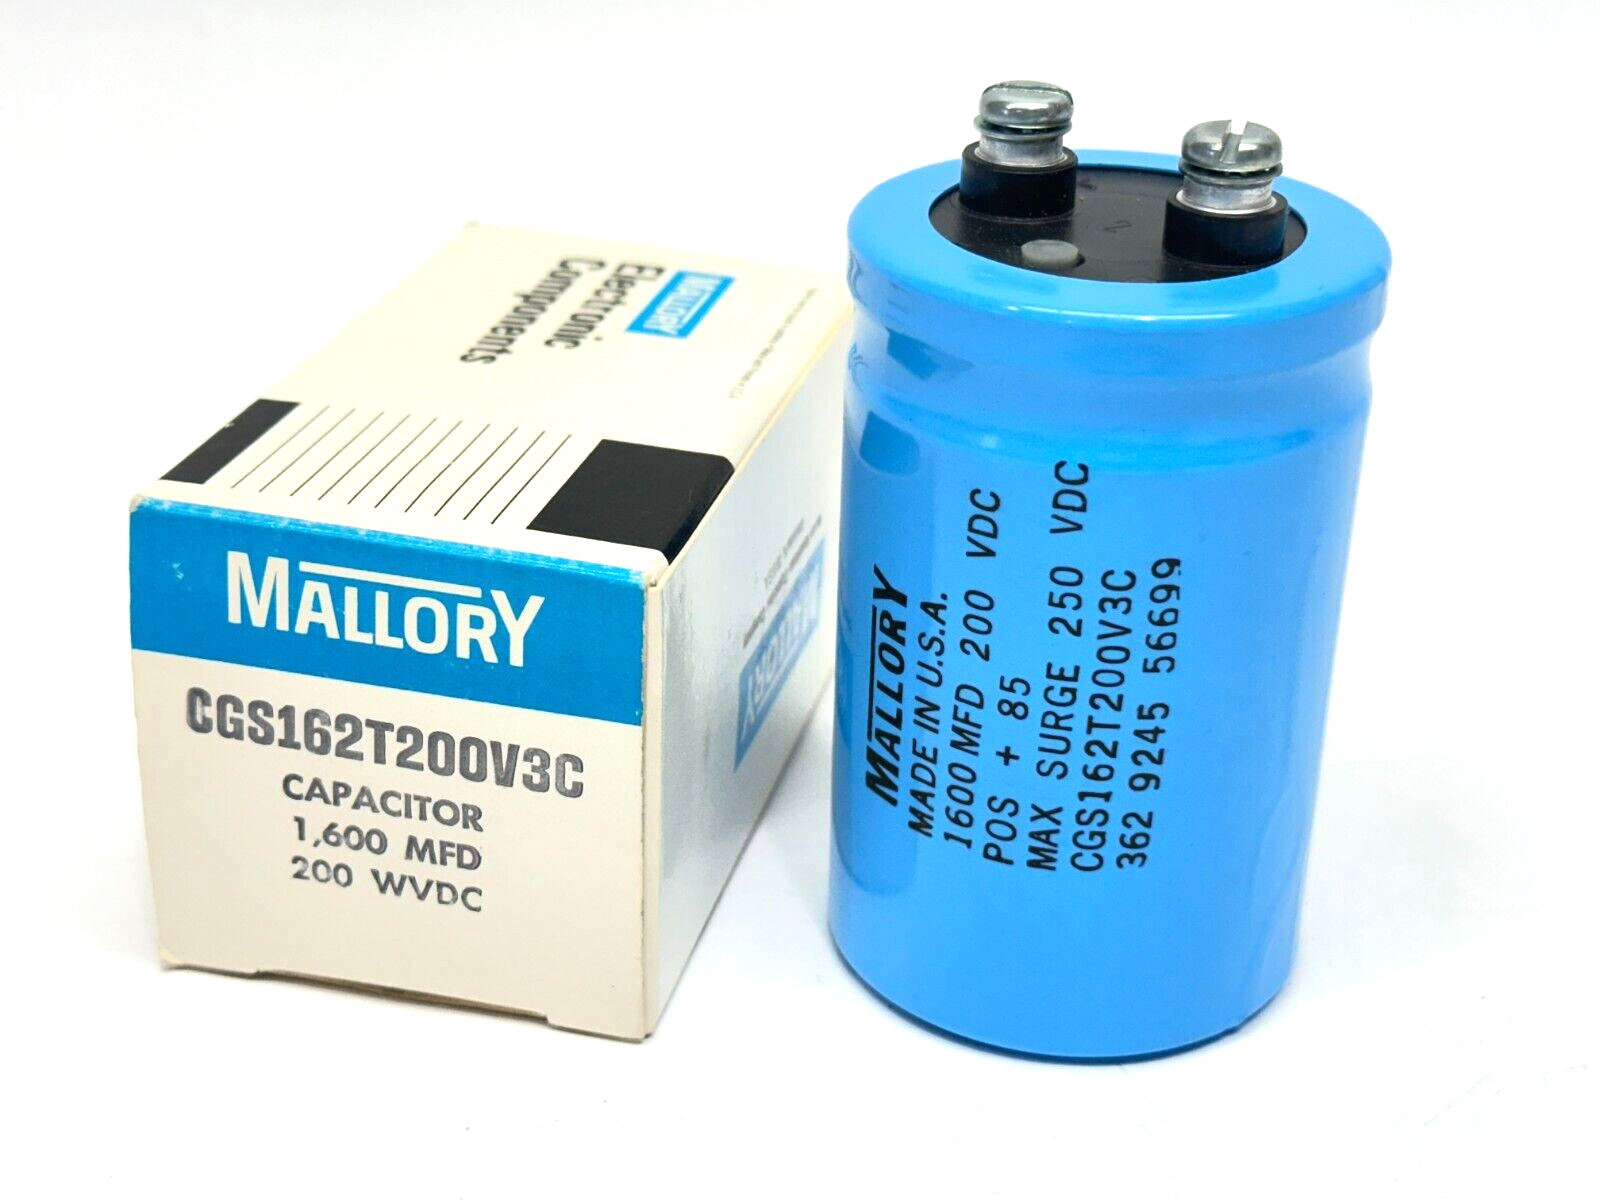 MALLORY
Electronic
Components
MALLORY
CGS162T200V3C
CAPACITOR
1,600 MFD
200 WVDC
MALLORY
MALLORY
MADE IN U.S.A.
1600 MFD 200 VDC
POS + 85
MAX SURGE 250 VDC
CGS162T200V3C
362 9245 56699